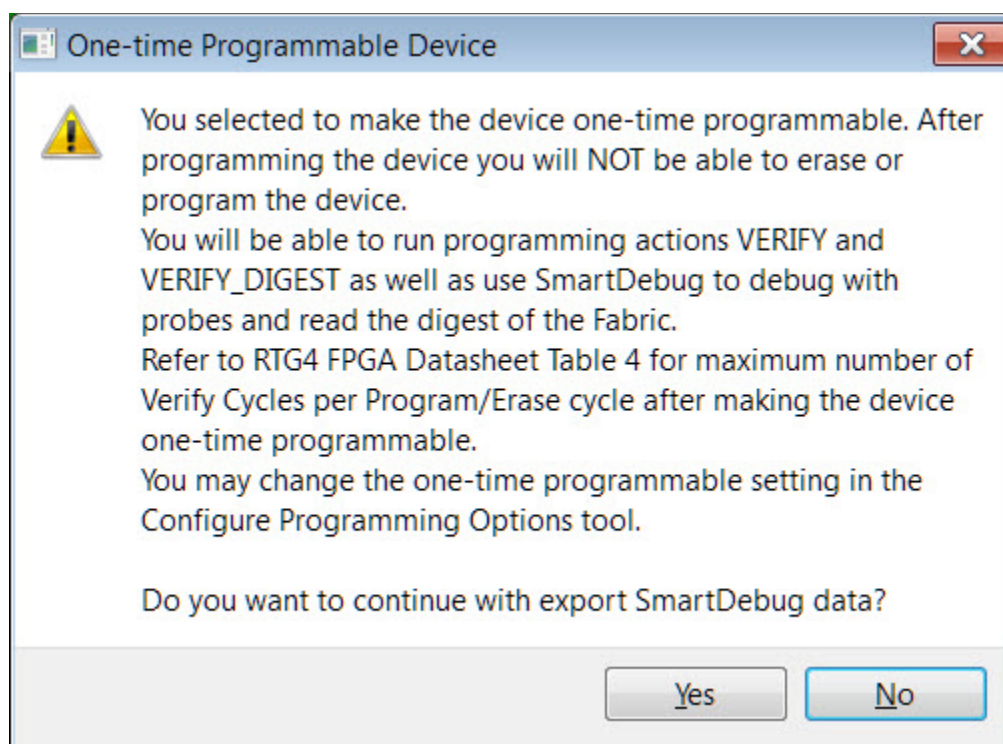 One-time Programmable Device
You selected to make the device one-time programmable. After
programming the device you will NOT be able to erase or
program the device.
You will be able to run programming actions VERIFY and
VERIFY_DIGEST as well as use SmartDebug to debug with
probes and read the digest of the Fabric.
Refer to RTG4 FPGA Datasheet Table 4 for maximum number of
Verify Cycles per Program/Erase cycle after making the device
one-time programmable.
You may change the one-time programmable setting in the
Configure Programming Options tool.
Do you want to continue with export SmartDebug data?
Yes No